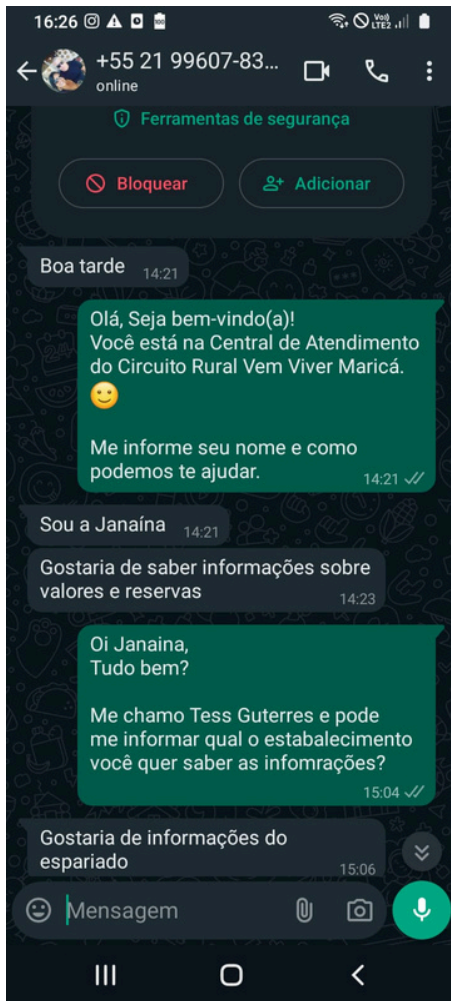 16:26
+55 21 99607-83...
online
Ferramentas de segurança
Bloquear
Adicionar
Boa tarde 14:21
Olá, Seja bem-vindo(a)!
Você está na Central de Atendimento
do Circuito Rural Vem Viver Maricá.
Me informe seu nome e como
podemos te ajudar.
14:21
Sou a Janaína 14:21
Gostaria de saber informações sobre
valores e reservas
14:23
Oi Janaina,
Tudo bem?
Me chamo Tess Guterres e pode
me informar qual o estabalecimento
você quer saber as infomrações?
15:04
Gostaria de informações do
espariado
15:06
Mensagem